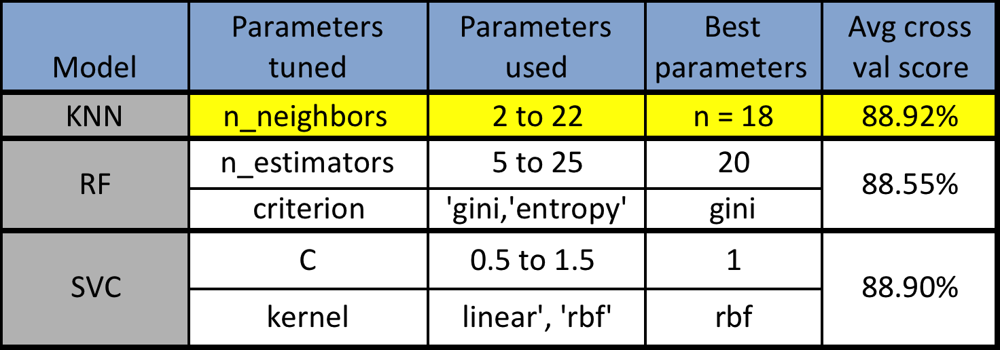 Model
Parameters
tuned
Parameters
used
Best
parameters
Avg cross
val score
KNN
n_neighbors
2 to 22
n = 18
88.92%
RF
n_estimators
5 to 25
20
88.55%
criterion
'gini,'entropy'
gini
SVC
C
0.5 to 1.5
1
88.90%
kernel
linear', 'rbf'
rbf